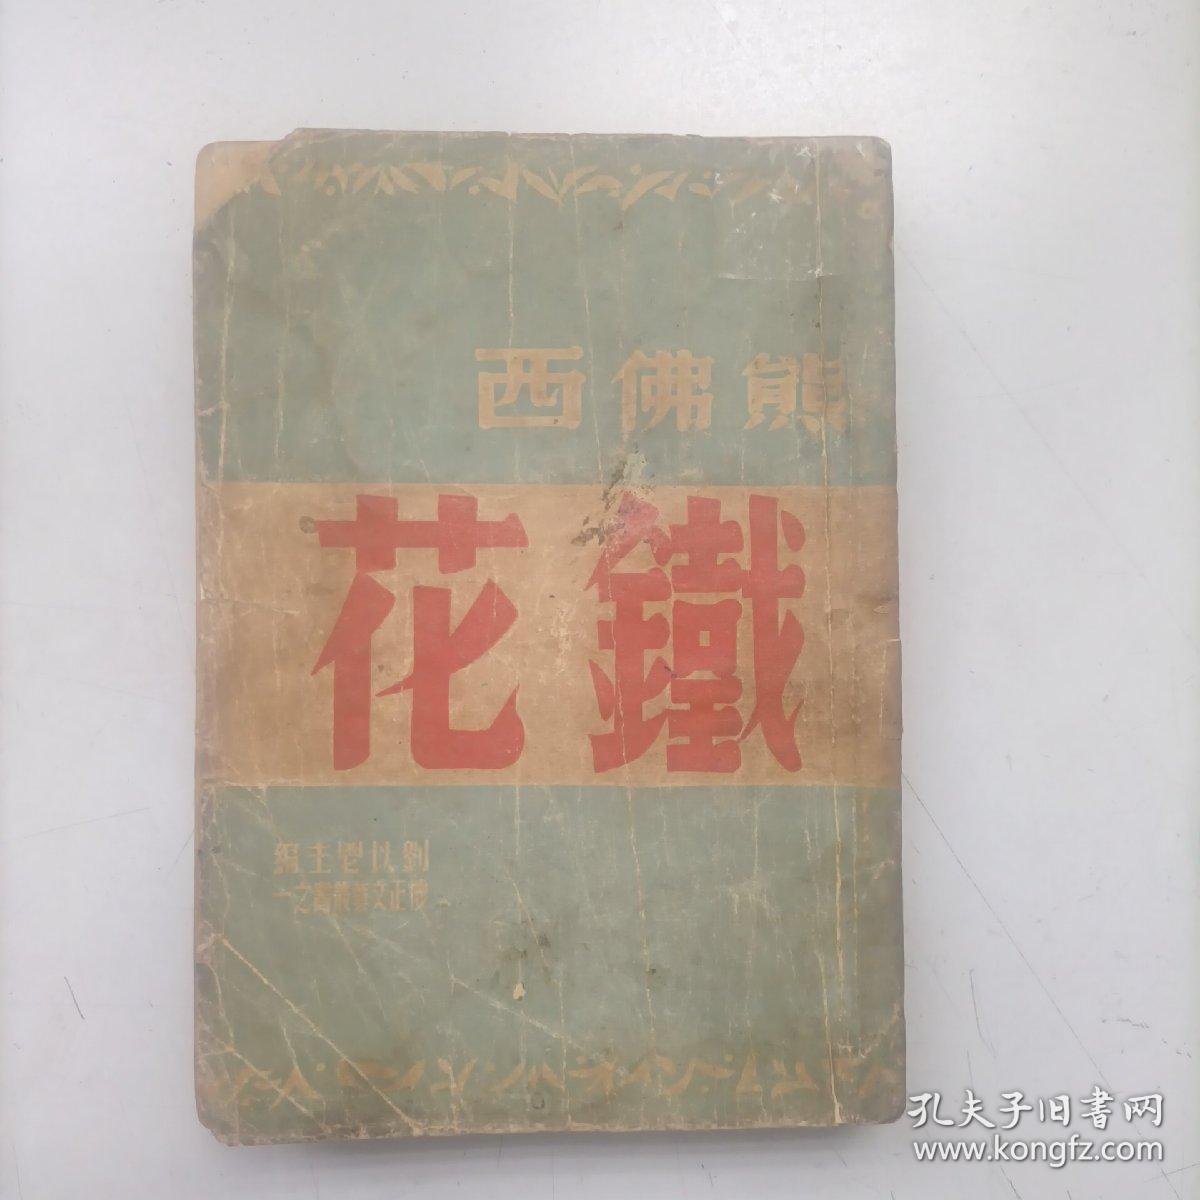 熊佛西
鐵花
劉以鬯主編
懷正文藝叢書之一
孔夫子旧書网
www.kongfz.com